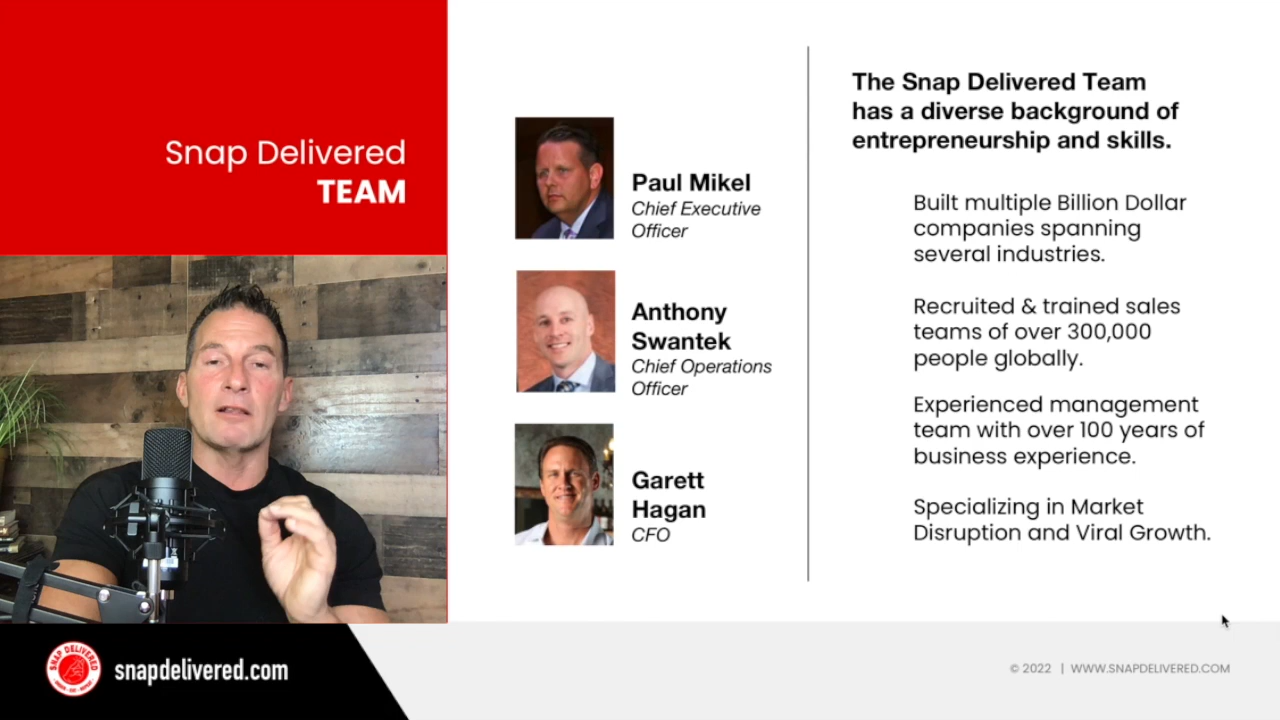 Snap Delivered
TEAM
Paul Mikel
Chief Executive
Officer
Anthony
Swantek
Chief Operations
Officer
Garett
Hagan
CFO
The Snap Delivered Team
has a diverse background of
entrepreneurship and skills.
Built multiple Billion Dollar
companies spanning
several industries.
Recruited & trained sales
teams of over 300,000
people globally.
Experienced management
team with over 100 years of
business experience.
Specializing in Market
Disruption and Viral Growth.
SNAP DELIVERED
snapdelivered.com
© 2022 | WWW.SNAPDELIVERED.COM